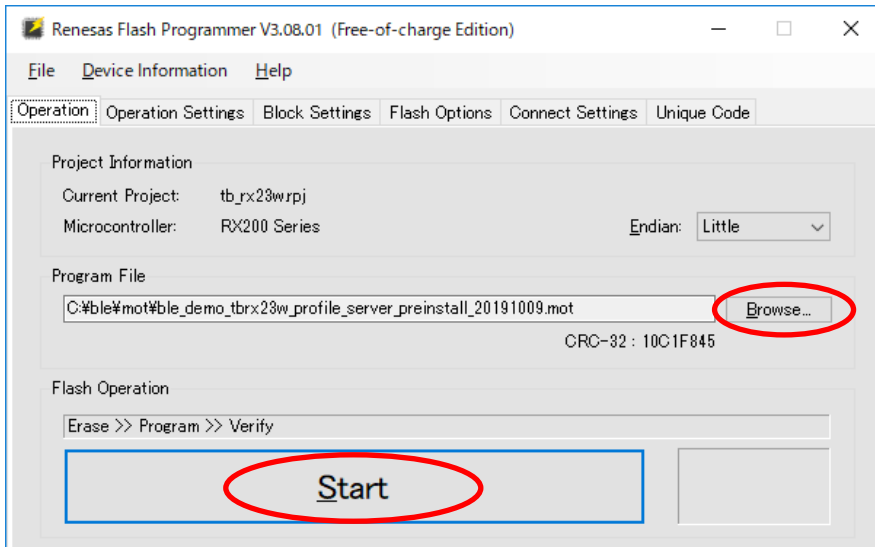 Renesas Flash Programmer V3.08.01 (Free-of-charge Edition)
File Device Information Help
Operation Operation Settings Block Settings Flash Options Connect Settings Unique Code
Project Information
Current Project: tb_rx23w.rpj
Microcontroller: RX200 Series Endian: Little
Program File
C:¥ble¥mot¥ble_demo_tbrx23w_profile_server_preinstall_20191009.mot Browse...
CRC-32 : 10C1F845
Flash Operation
Erase >> Program >> Verify
Start